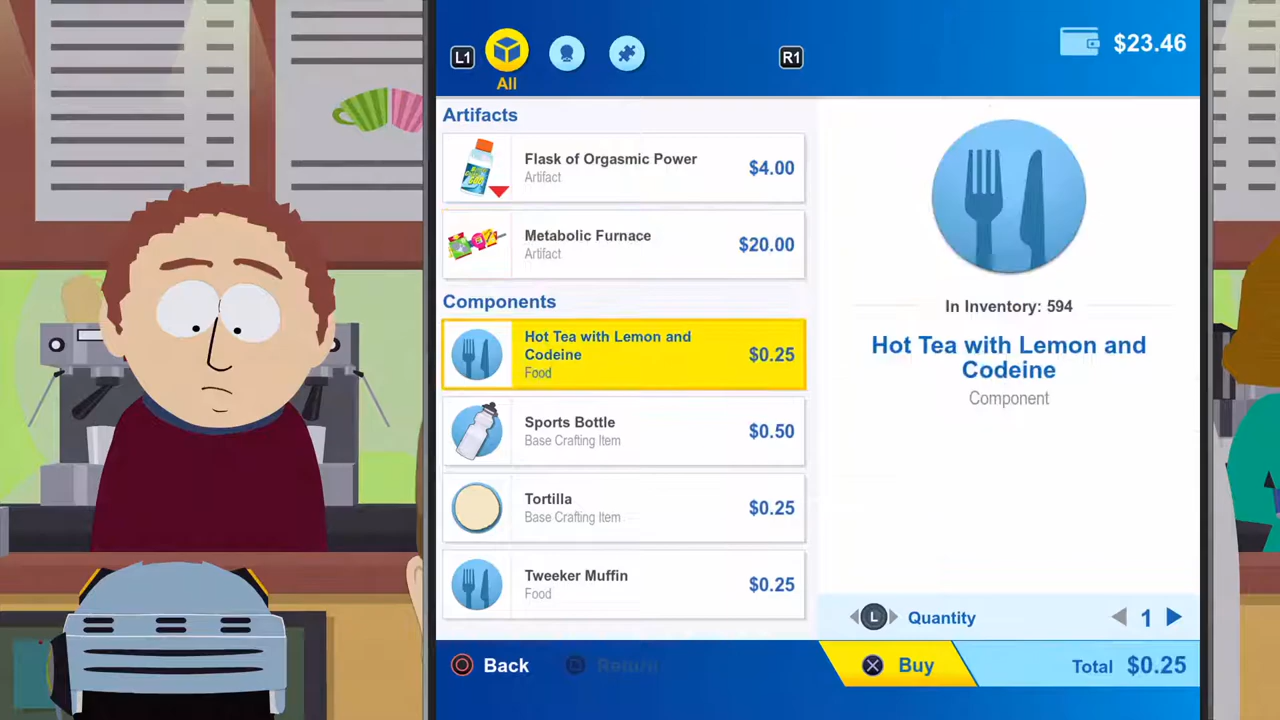 L1
R1
$23.46
All
Artifacts
Flask of Orgasmic Power
Artifact
$4.00
Metabolic Furnace
Artifact
$20.00
Components
Hot Tea with Lemon and
Codeine
Food
$0.25
Sports Bottle
Base Crafting Item
$0.50
Tortilla
Base Crafting Item
$0.25
Tweeker Muffin
Food
$0.25
In Inventory: 594
Hot Tea with Lemon and
Codeine
Component
L Quantity 1
Back
Return
Buy
Total $0.25